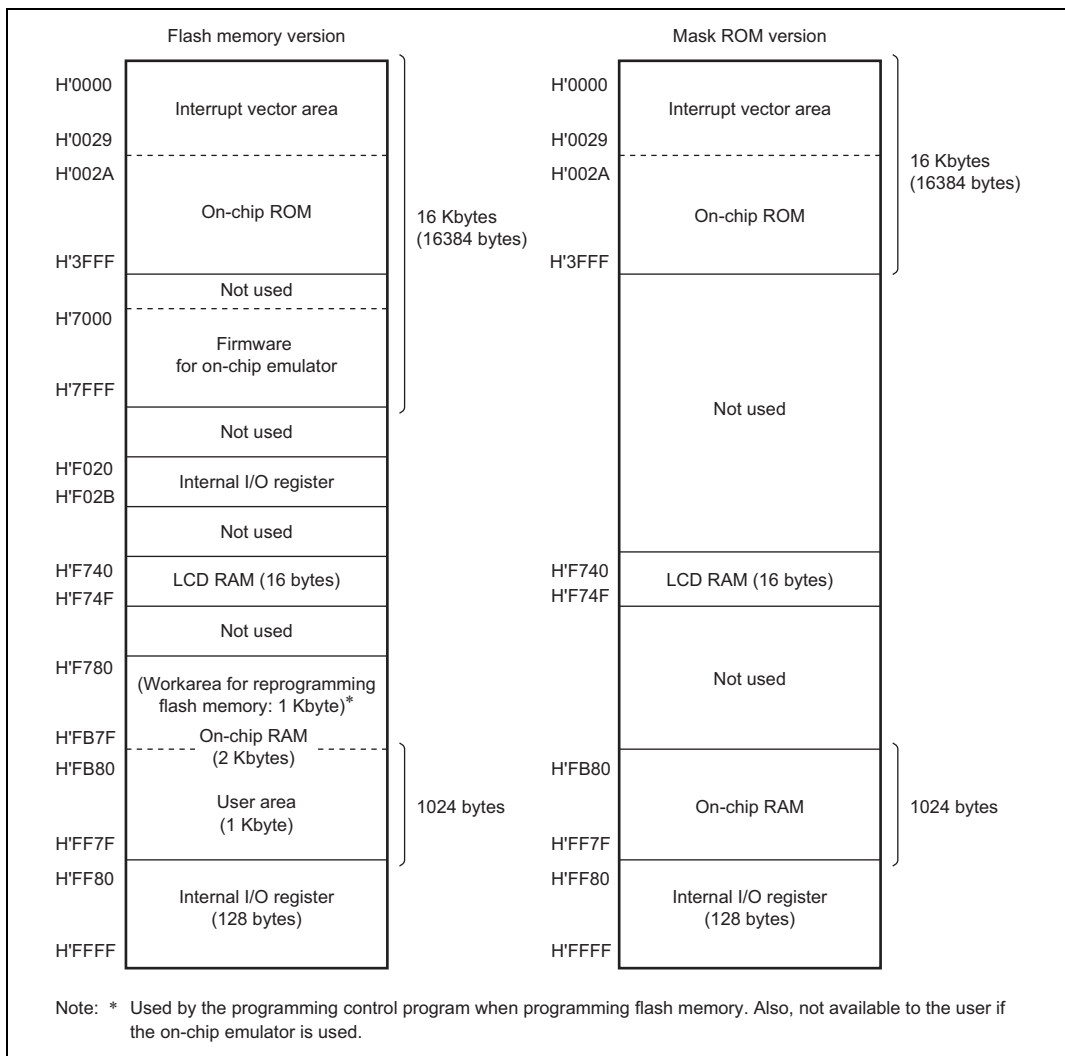 Flash memory version
H'0000
Interrupt vector area
H'0029
H'002A
On-chip ROM
H'3FFF
16 Kbytes
(16384 bytes)
Not used
H'7000
Firmware
for on-chip emulator
H'7FFF
Not used
H'F020
Internal I/O register
H'F02B
Not used
H'F740
LCD RAM (16 bytes)
H'F74F
Not used
H'F780
(Workarea for reprogramming
flash memory: 1 Kbyte)*
H'FB7F
On-chip RAM
(2 Kbytes)
H'FB80
User area
(1 Kbyte)
1024 bytes
H'FF7F
H'FF80
Internal I/O register
(128 bytes)
H'FFFF
Mask ROM version
H'0000
Interrupt vector area
H'0029
H'002A
16 Kbytes
(16384 bytes)
On-chip ROM
H'3FFF
Not used
H'F740
LCD RAM (16 bytes)
H'F74F
Not used
H'FB80
On-chip RAM
1024 bytes
H'FF7F
H'FF80
Internal I/O register
(128 bytes)
H'FFFF
Note: * Used by the programming control program when programming flash memory. Also, not available to the user if
the on-chip emulator is used.